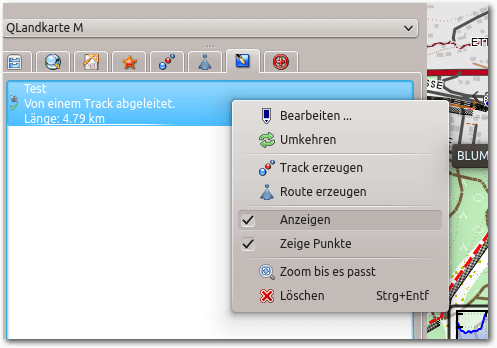 QLandkarte M
Test
Von einem Track abgeleitet.
Länge: 4.79 km
Bearbeiten ...
Umkehren
Track erzeugen
Route erzeugen
Anzeigen
Zeige Punkte
Zoom bis es passt
Löschen Strg+Entf
ET
SSE
BLUM